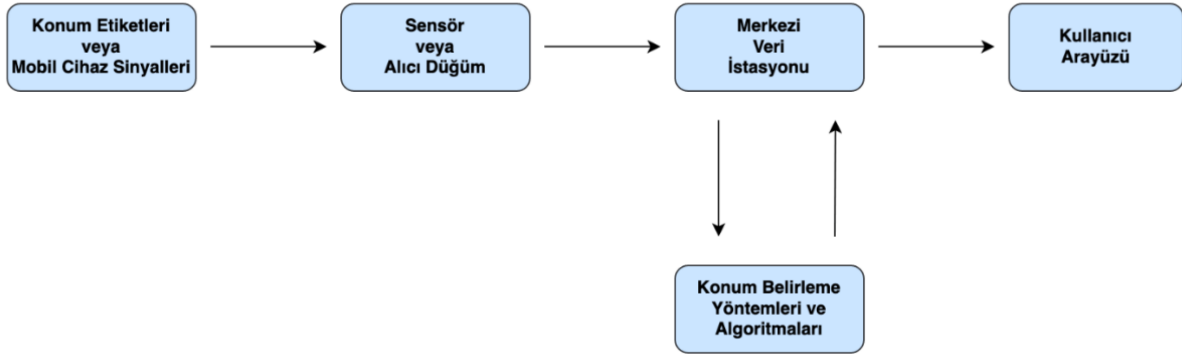 Konum Etiketleri
veya
Mobil Cihaz Sinyalleri
Sensör
veya
Alıcı Düğüm
Merkezi
Veri
İstasyonu
Kullanıcı
Arayüzü
Konum Belirleme
Yöntemleri ve
Algoritmaları